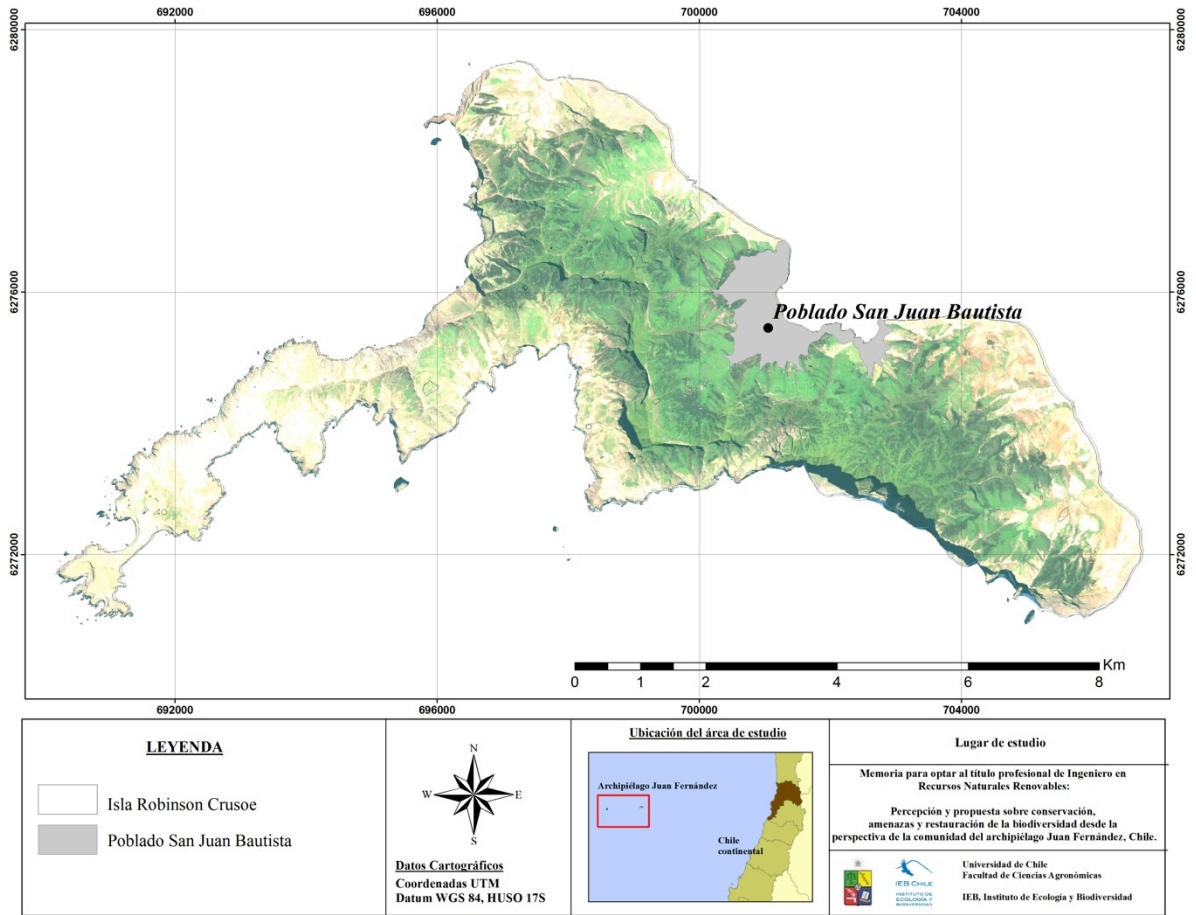 692000 696000 700000 704000
6280000 6280000
6276000 6276000
Poblado San Juan Bautista
6272000 6272000
Km
0 1 2 4 6 8
692000 696000 700000 704000
LEYENDA
Isla Robinson Crusoe
Poblado San Juan Bautista
N
W E
S
Datos Cartográficos
Coordenadas UTM
Datum WGS 84, HUSO 17S
Ubicación del área de estudio
Archipiélago Juan Fernández
Chile
continental
Lugar de estudio
Memoria para optar al título profesional de Ingeniero en
Recursos Naturales Renovables:
Percepción y propuesta sobre conservación,
amenazas y restauración de la biodiversidad desde la
perspectiva de la comunidad del archipiélago Juan Fernández, Chile.
IEB CHILE
INSTITUTO DE
ECOLOGÍA Y
BIODIVERSIDAD
Universidad de Chile
Facultad de Ciencias Agronómicas
IEB, Instituto de Ecología y Biodiversidad